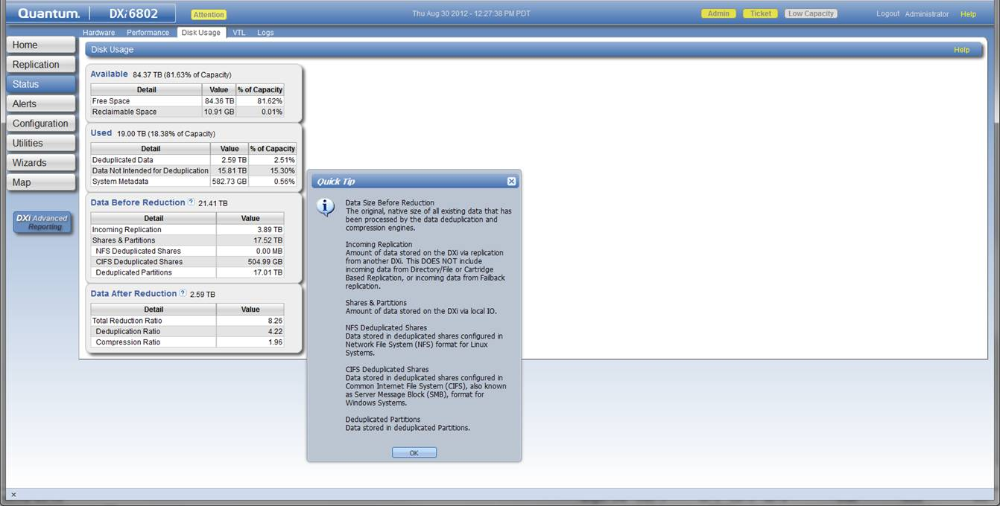 Quantum. DXi6802 Attention Thu Aug 30 2012 - 12:27:38 PM PDT Admin Ticket Low Capacity Logout Administrator Help
Hardware Performance Disk Usage VTL Logs
Home
Replication
Status
Alerts
Configuration
Utilities
Wizards
Map
DXi Advanced
Reporting
Disk Usage Help
Available 84.37 TB (81.63% of Capacity)
Detail Value % of Capacity
Free Space 84.36 TB 81.62%
Reclaimable Space 10.91 GB 0.01%
Used 19.00 TB (18.38% of Capacity)
Detail Value % of Capacity
Deduplicated Data 2.59 TB 2.51%
Data Not Intended for Deduplication 15.81 TB 15.30%
System Metadata 582.73 GB 0.56%
Data Before Reduction ? 21.41 TB
Detail Value
Incoming Replication 3.89 TB
Shares & Partitions 17.52 TB
NFS Deduplicated Shares 0.00 MB
CIFS Deduplicated Shares 504.99 GB
Deduplicated Partitions 17.01 TB
Data After Reduction ? 2.59 TB
Detail Value
Total Reduction Ratio 8.26
Deduplication Ratio 4.22
Compression Ratio 1.96
Quick Tip
Data Size Before Reduction
The original, native size of all existing data that has
been processed by the data deduplication and
compression engines.
Incoming Replication
Amount of data stored on the DXi via replication
from another DXi. This DOES NOT include
incoming data from Directory/File or Cartridge
Based Replication, or incoming data from Failback
replication.
Shares & Partitions
Amount of data stored on the DXi via local IO.
NFS Deduplicated Shares
Data stored in deduplicated shares configured in
Network File System (NFS) format for Linux
Systems.
CIFS Deduplicated Shares
Data stored in deduplicated shares configured in
Common Internet File System (CIFS), also known
as Server Message Block (SMB), format for
Windows Systems.
Deduplicated Partitions
Data stored in deduplicated Partitions.
OK